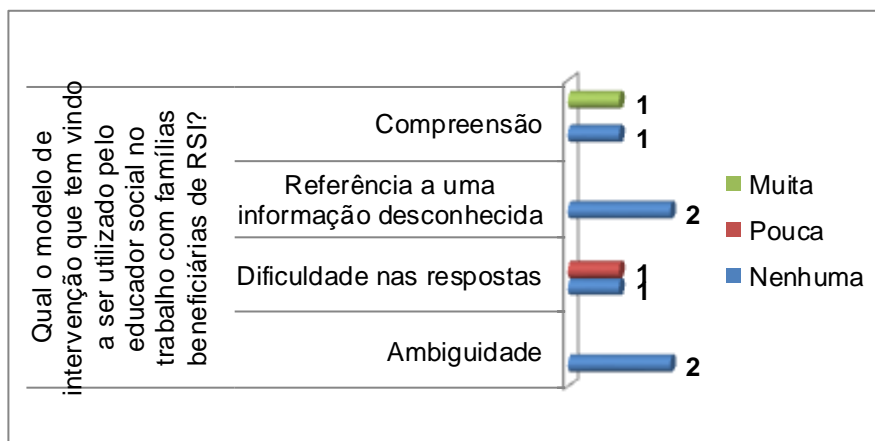 Qual o modelo de
intervenção que tem vindo
a ser utilizado pelo
educador social no
trabalho com famílias
beneficiárias de RSI?
Compreensão
1
1
Referência a uma
informação desconhecida
2
Dificuldade nas respostas
1
1
Ambiguidade
2
Muita
Pouca
Nenhuma